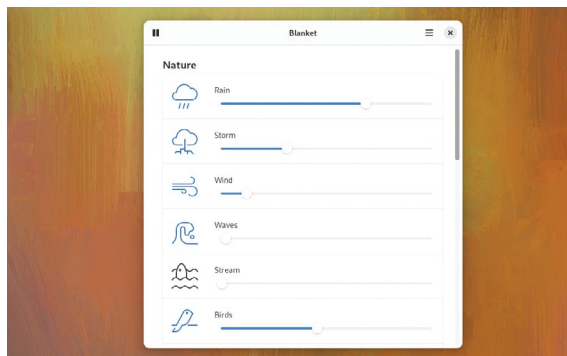 Blanket
Nature
Rain
Storm
Wind
Waves
Stream
Birds